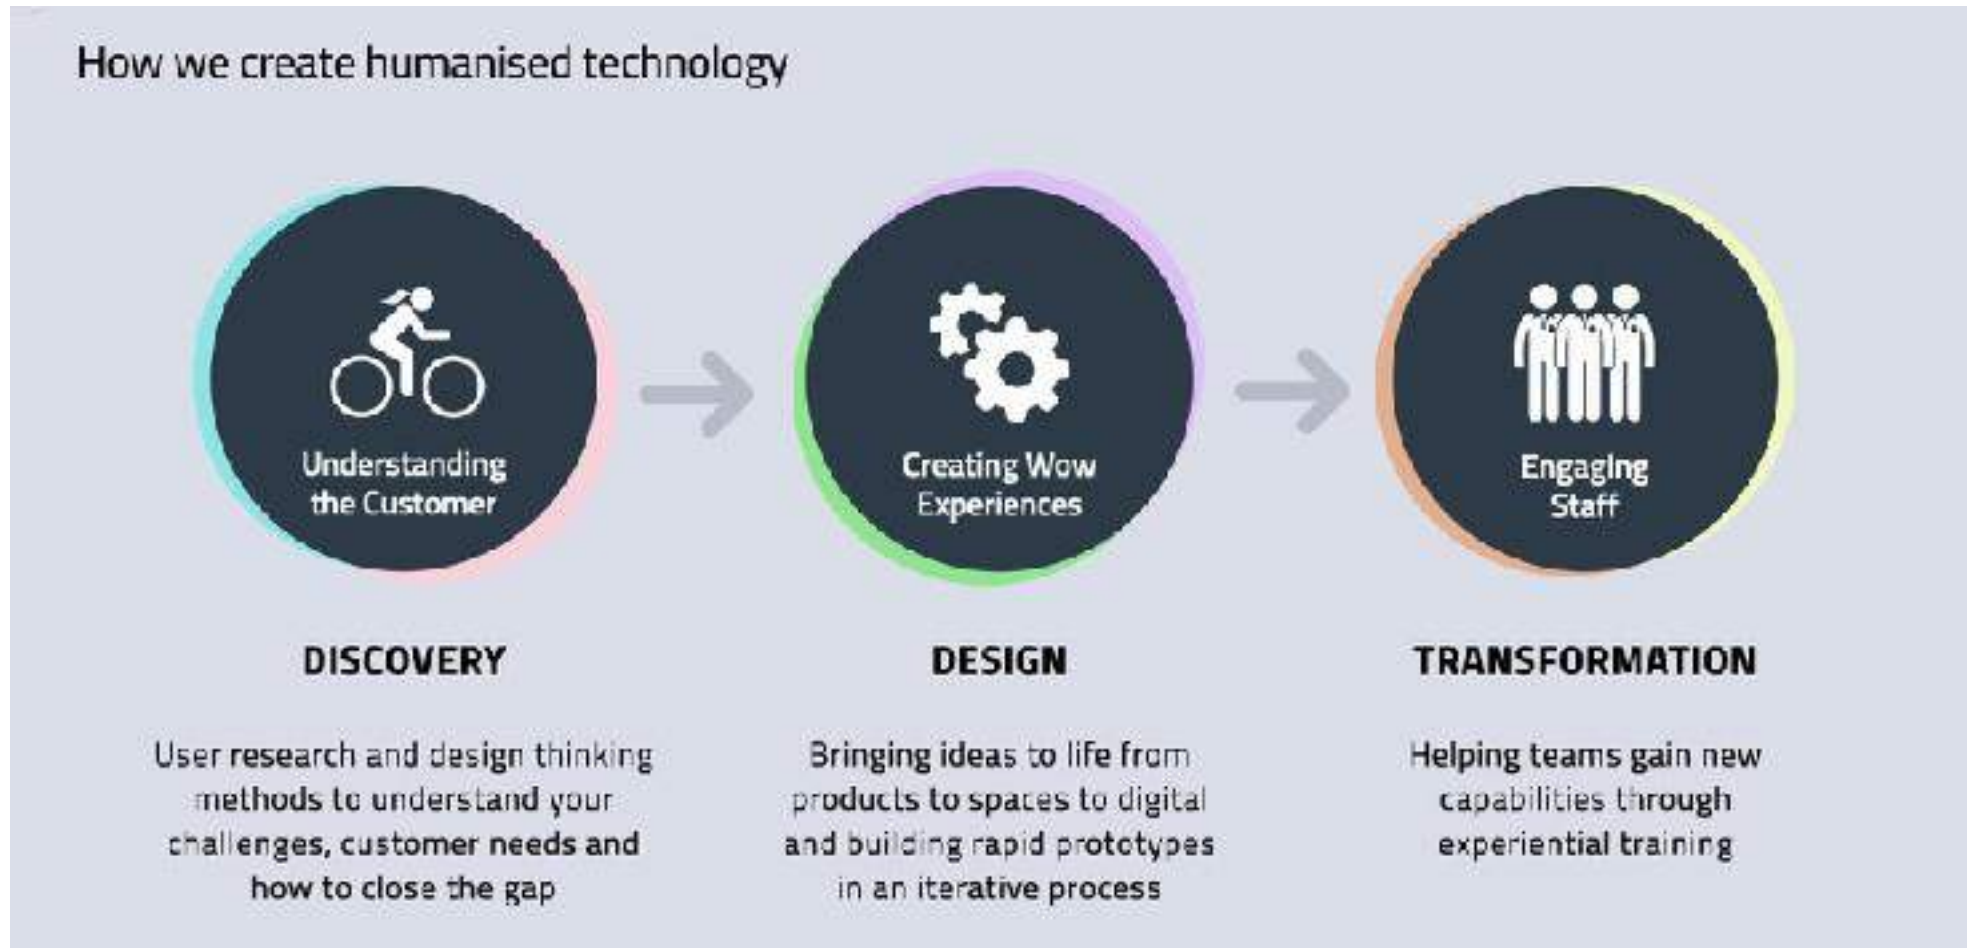 How we create humanised technology
Understanding
the Customer
Creating Wow
Experiences
Engaging
Staff
DISCOVERY
User research and design thinking
methods to understand your
challenges, customer needs and
how to close the gap
DESIGN
Bringing ideas to life from
products to spaces to digital
and building rapid prototypes
in an iterative process
TRANSFORMATION
Helping teams gain new
capabilities through
experiential training